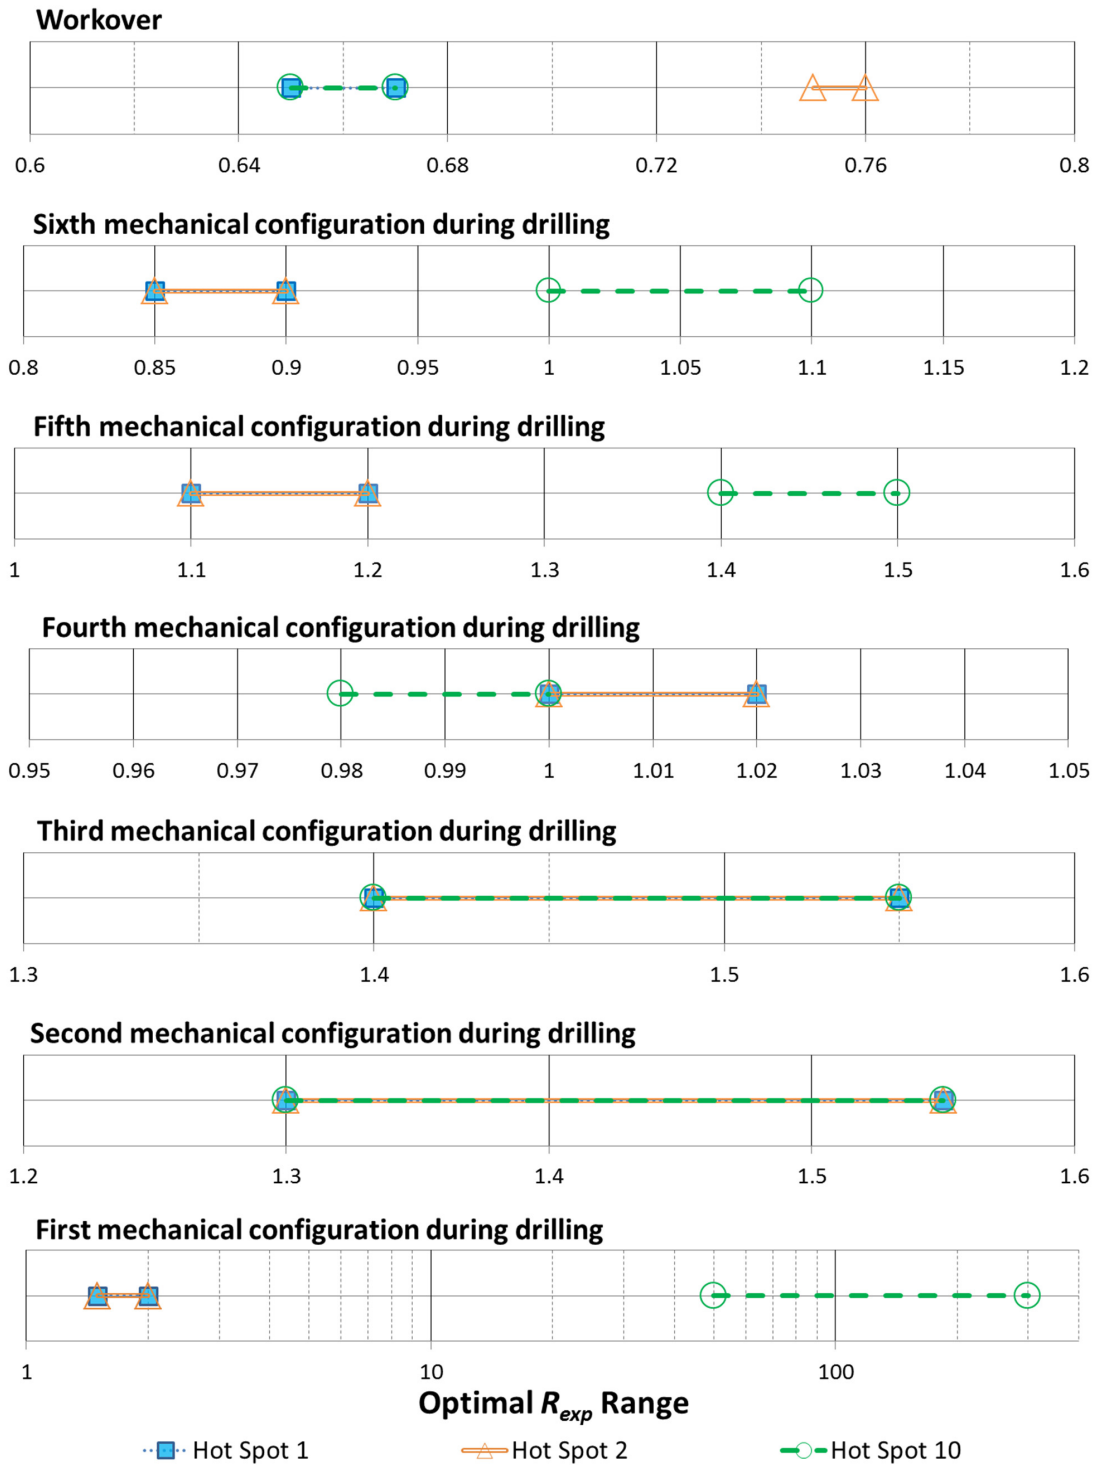 Workover
0.6 0.64 0.68 0.72 0.76 0.8
Sixth mechanical configuration during drilling
0.8 0.85 0.9 0.95 1 1.05 1.1 1.15 1.2
Fifth mechanical configuration during drilling
1 1.1 1.2 1.3 1.4 1.5 1.6
Fourth mechanical configuration during drilling
0.95 0.96 0.97 0.98 0.99 1 1.01 1.02 1.03 1.04 1.05
Third mechanical configuration during drilling
1.3 1.4 1.5 1.6
Second mechanical configuration during drilling
1.2 1.3 1.4 1.5 1.6
First mechanical configuration during drilling
1 10 100
Optimal Rexp Range
Hot Spot 1 Hot Spot 2 Hot Spot 10